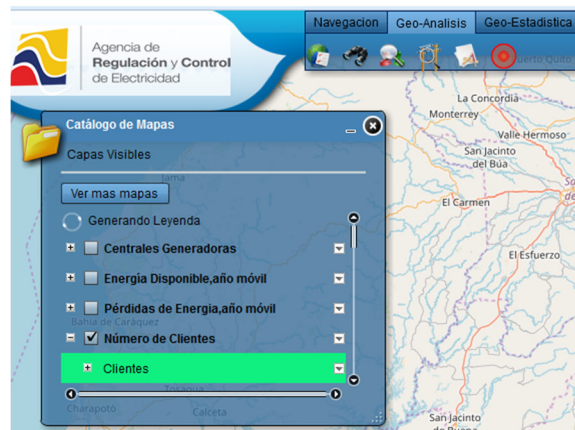 Navegacion
Geo-Analisis
Geo-Estadistica
Agencia de
Regulación y Control
de Electricidad
Puerto Quito
La Concordia
Monterrey
Valle Hermoso
San Jacinto
del Búa
El Carmen
El Esfuerzo
San Jacinto
Catálogo de Mapas
Capas Visibles
Jama
Ver mas mapas
Generando Leyenda
Centrales Generadoras
Energia Disponible,año móvil
Pérdidas de Energia,año móvil
Bahía de Caráquez
Número de Clientes
Clientes
Tosagua
Charapotó
Calceta